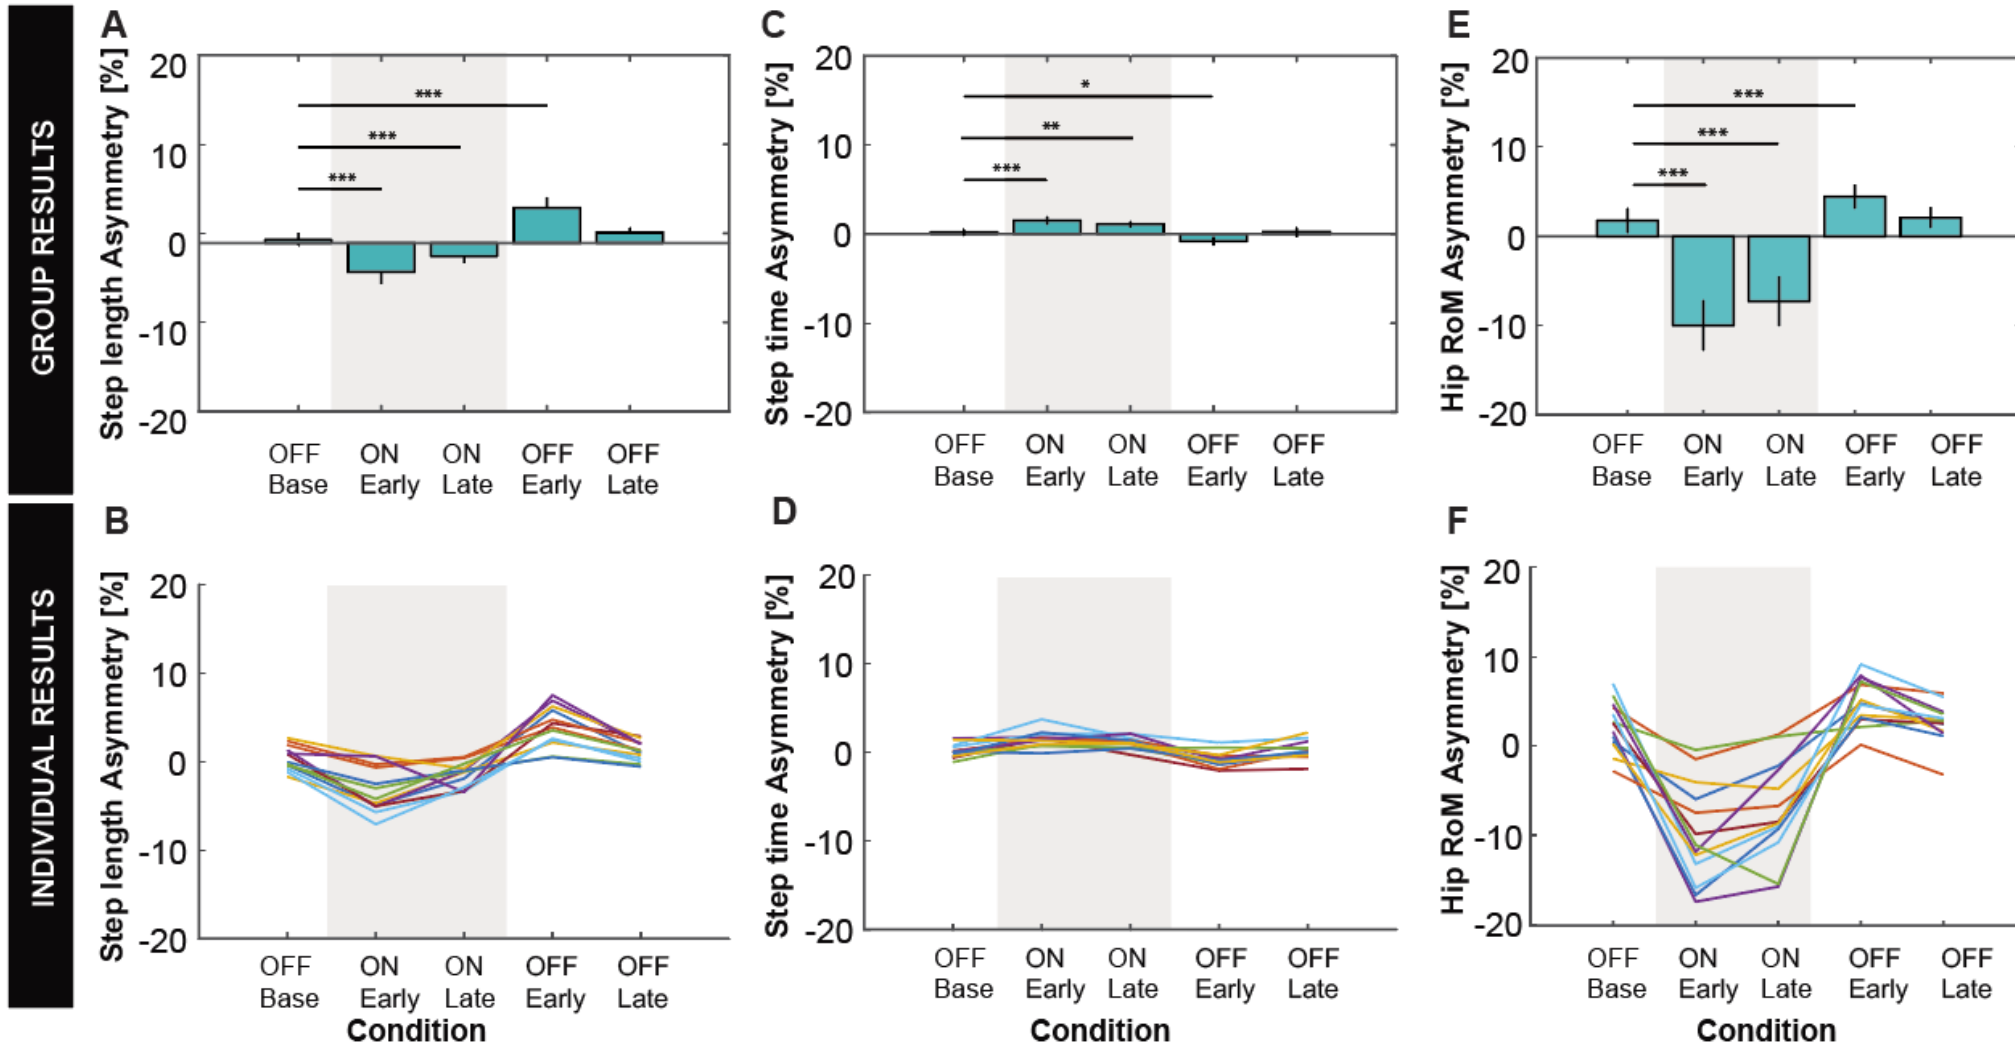 GROUP RESULTS
A
Step length Asymmetry [%]
20
10
0
-10
-20
***
***
***
OFF Base
ON Early
ON Late
OFF Early
OFF Late
C
Step time Asymmetry [%]
20
10
0
-10
-20
*
**
***
OFF Base
ON Early
ON Late
OFF Early
OFF Late
E
Hip RoM Asymmetry [%]
20
10
0
-10
-20
***
***
***
OFF Base
ON Early
ON Late
OFF Early
OFF Late
INDIVIDUAL RESULTS
B
Step length Asymmetry [%]
20
10
0
-10
-20
OFF Base
ON Early
ON Late
OFF Early
OFF Late
Condition
D
Step time Asymmetry [%]
20
10
0
-10
-20
OFF Base
ON Early
ON Late
OFF Early
OFF Late
Condition
F
Hip RoM Asymmetry [%]
20
10
0
-10
-20
OFF Base
ON Early
ON Late
OFF Early
OFF Late
Condition